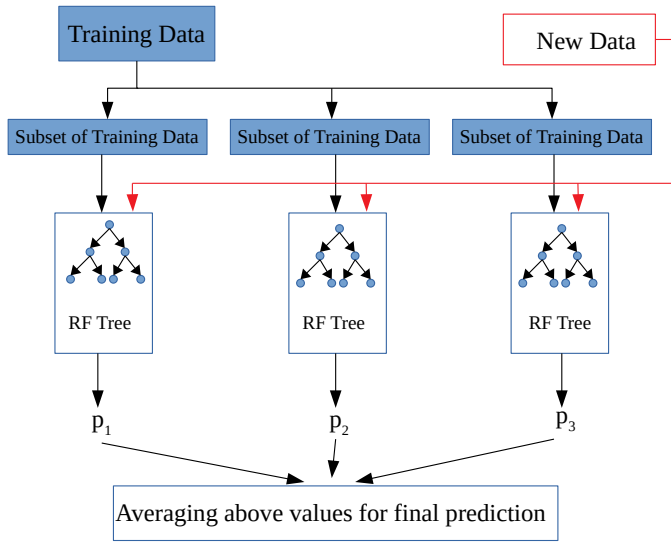 Training Data
New Data
Subset of Training Data
Subset of Training Data
Subset of Training Data
RF Tree
RF Tree
RF Tree
p1
p2
p3
Averaging above values for final prediction